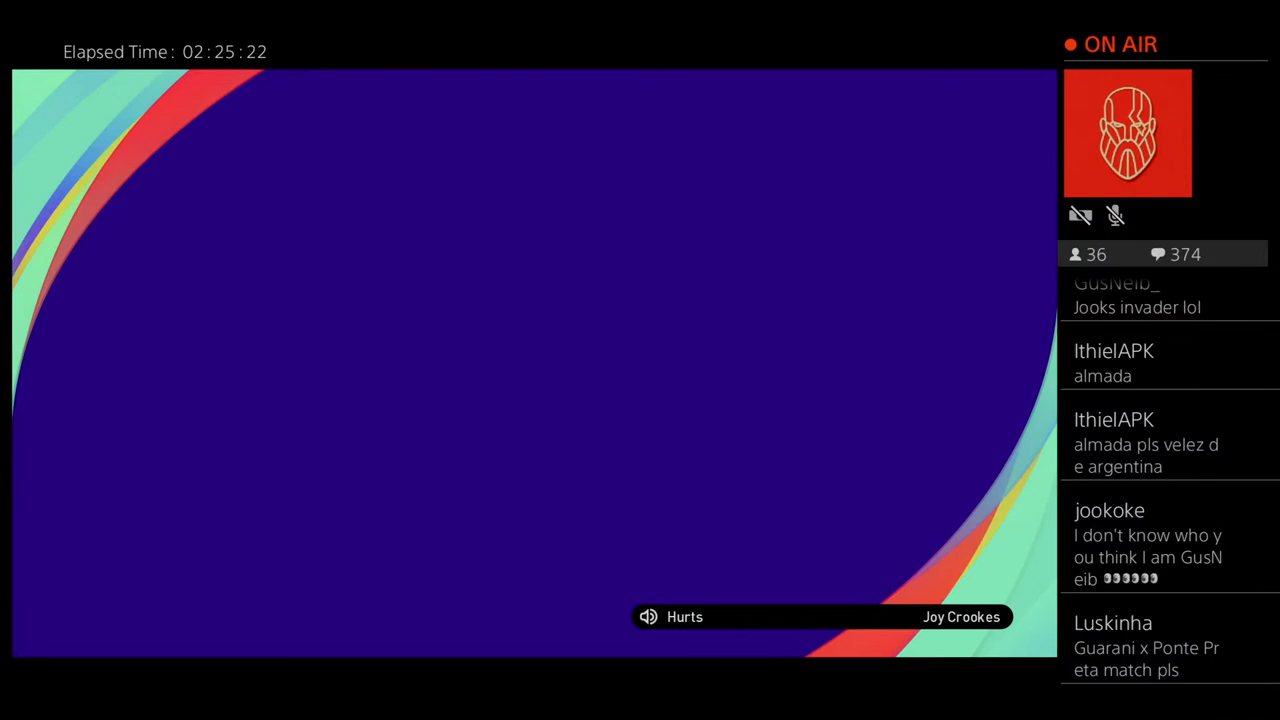 Elapsed Time: 02:25:22
ON AIR
36 374
GusNeib_
Jooks invader lol
IthielAPK
almada
IthielAPK
almada pls velez d
e argentina
jookoke
I don't know who y
ou think I am GusN
eib 👀👀👀
Luskinha
Guarani x Ponte Pr
eta match pls
Hurts Joy Crookes